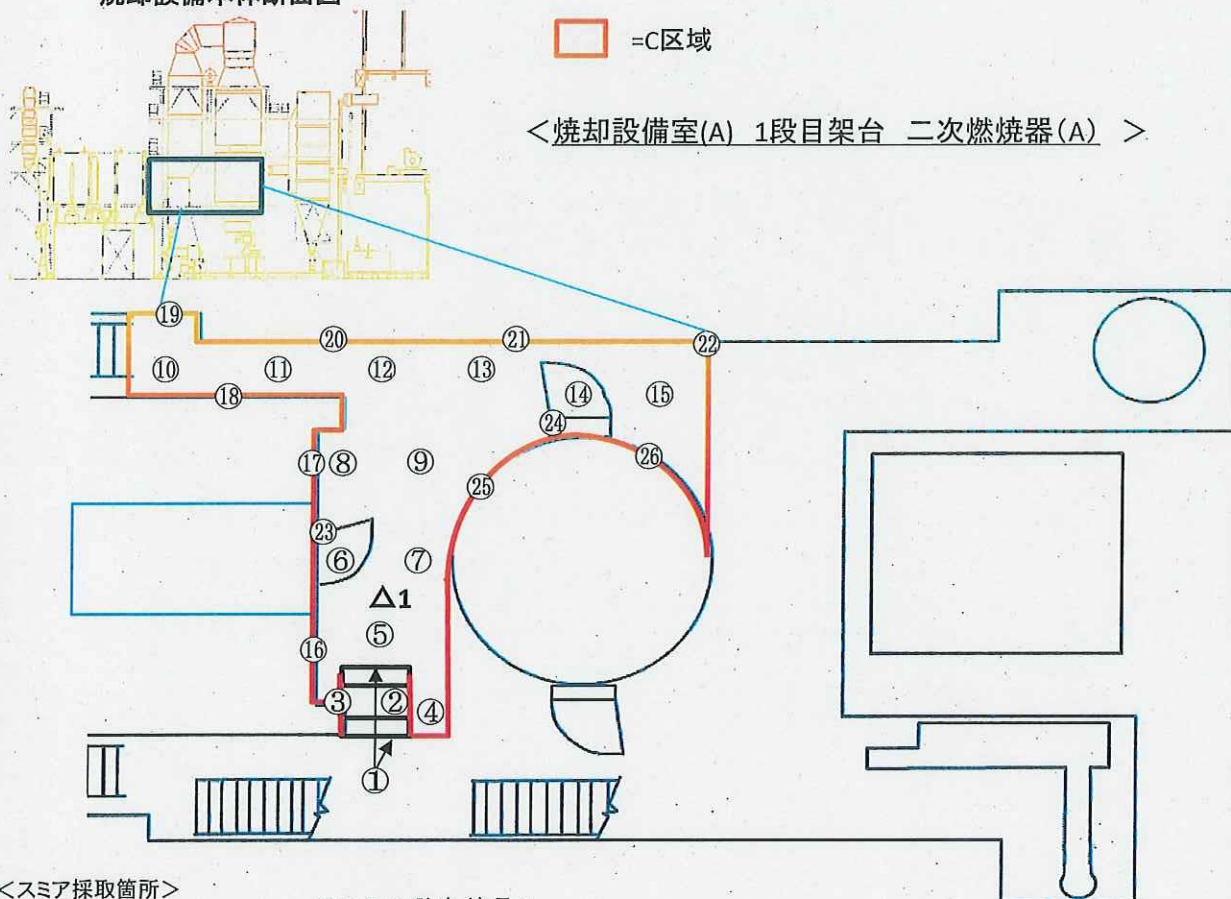 =C区域
＜焼却設備室(A) 1段目架台 二次燃焼器(A) ＞
⑲
⑳ ㉑ ㉒
⑩ ⑪ ⑫ ⑬
⑭ ⑮
⑱
㉔
⑰ ⑧ ⑨ ㉖
㉕
㉓
⑥ ⑦
△1
⑤
⑯
③ ② ④
①
＜スミア採取箇所＞